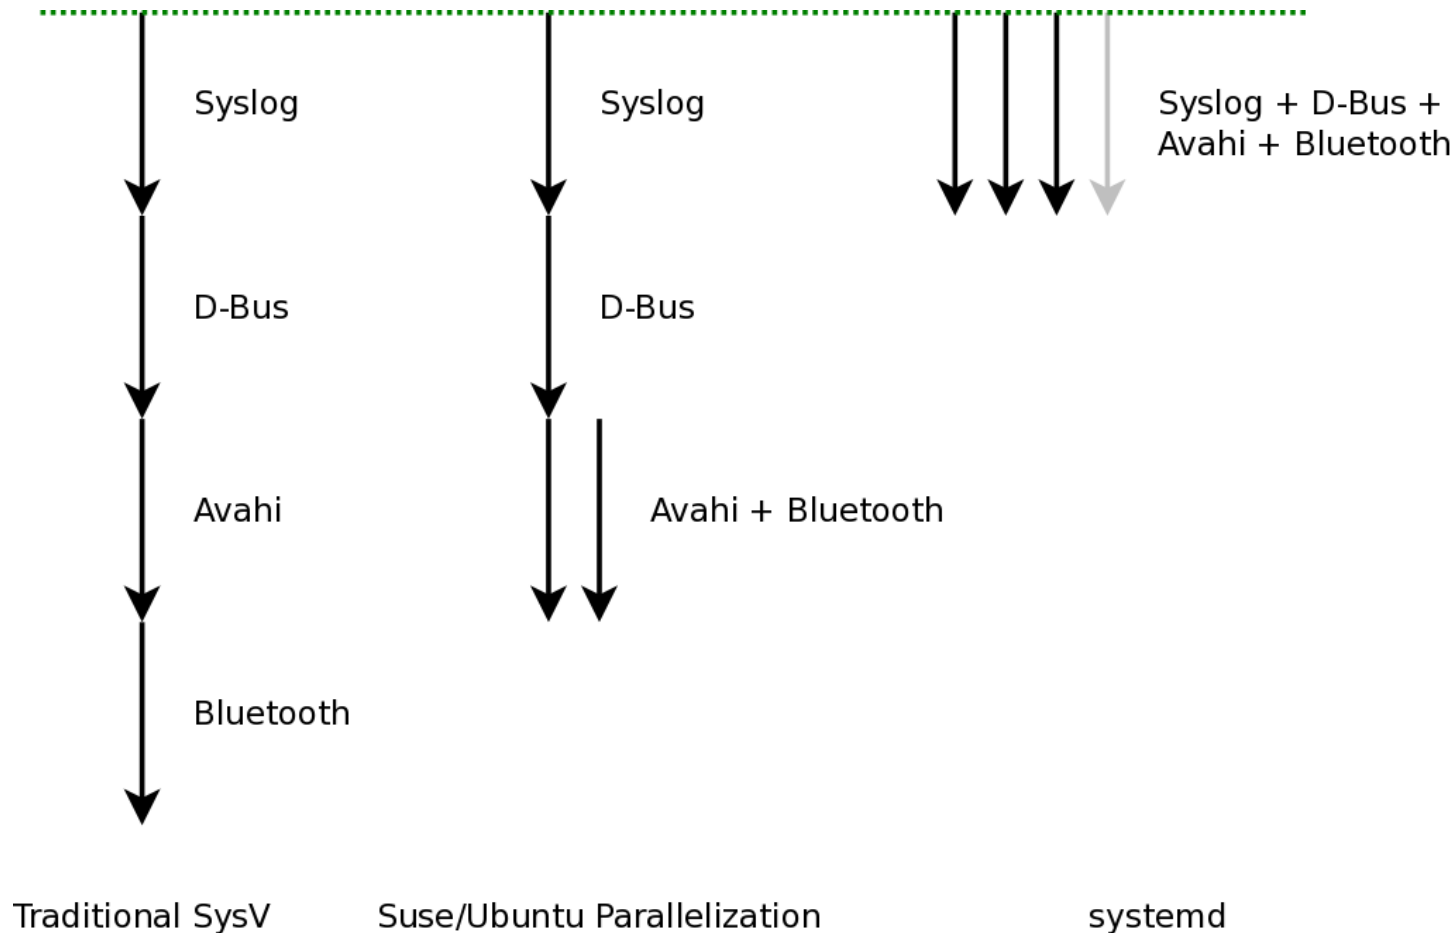 Syslog
D-Bus
Avahi
Bluetooth
Traditional SysV
Syslog
D-Bus
Avahi + Bluetooth
Suse/Ubuntu Parallelization
Syslog + D-Bus +
Avahi + Bluetooth
systemd